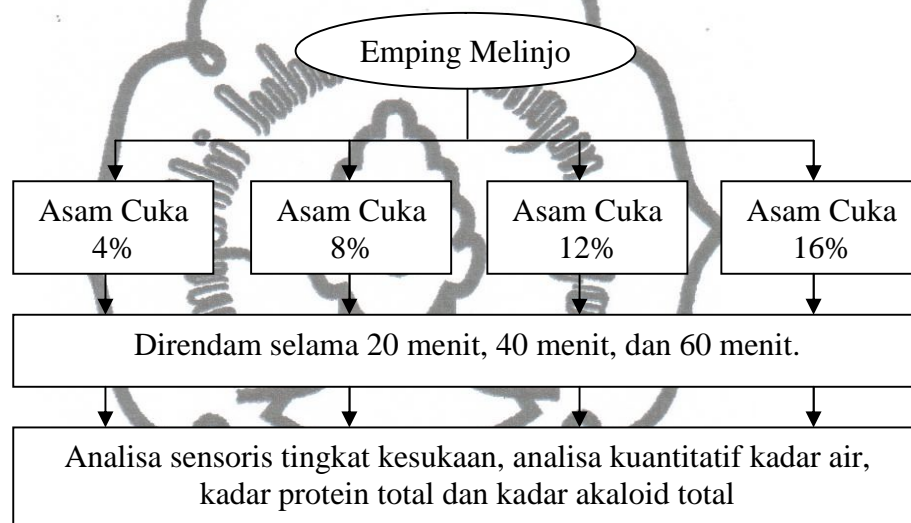 Emping Melinjo
Asam Cuka
4%
Asam Cuka
8%
Asam Cuka
12%
Asam Cuka
16%
Direndam selama 20 menit, 40 menit, dan 60 menit.
Analisa sensoris tingkat kesukaan, analisa kuantitatif kadar air,
kadar protein total dan kadar akaloid total